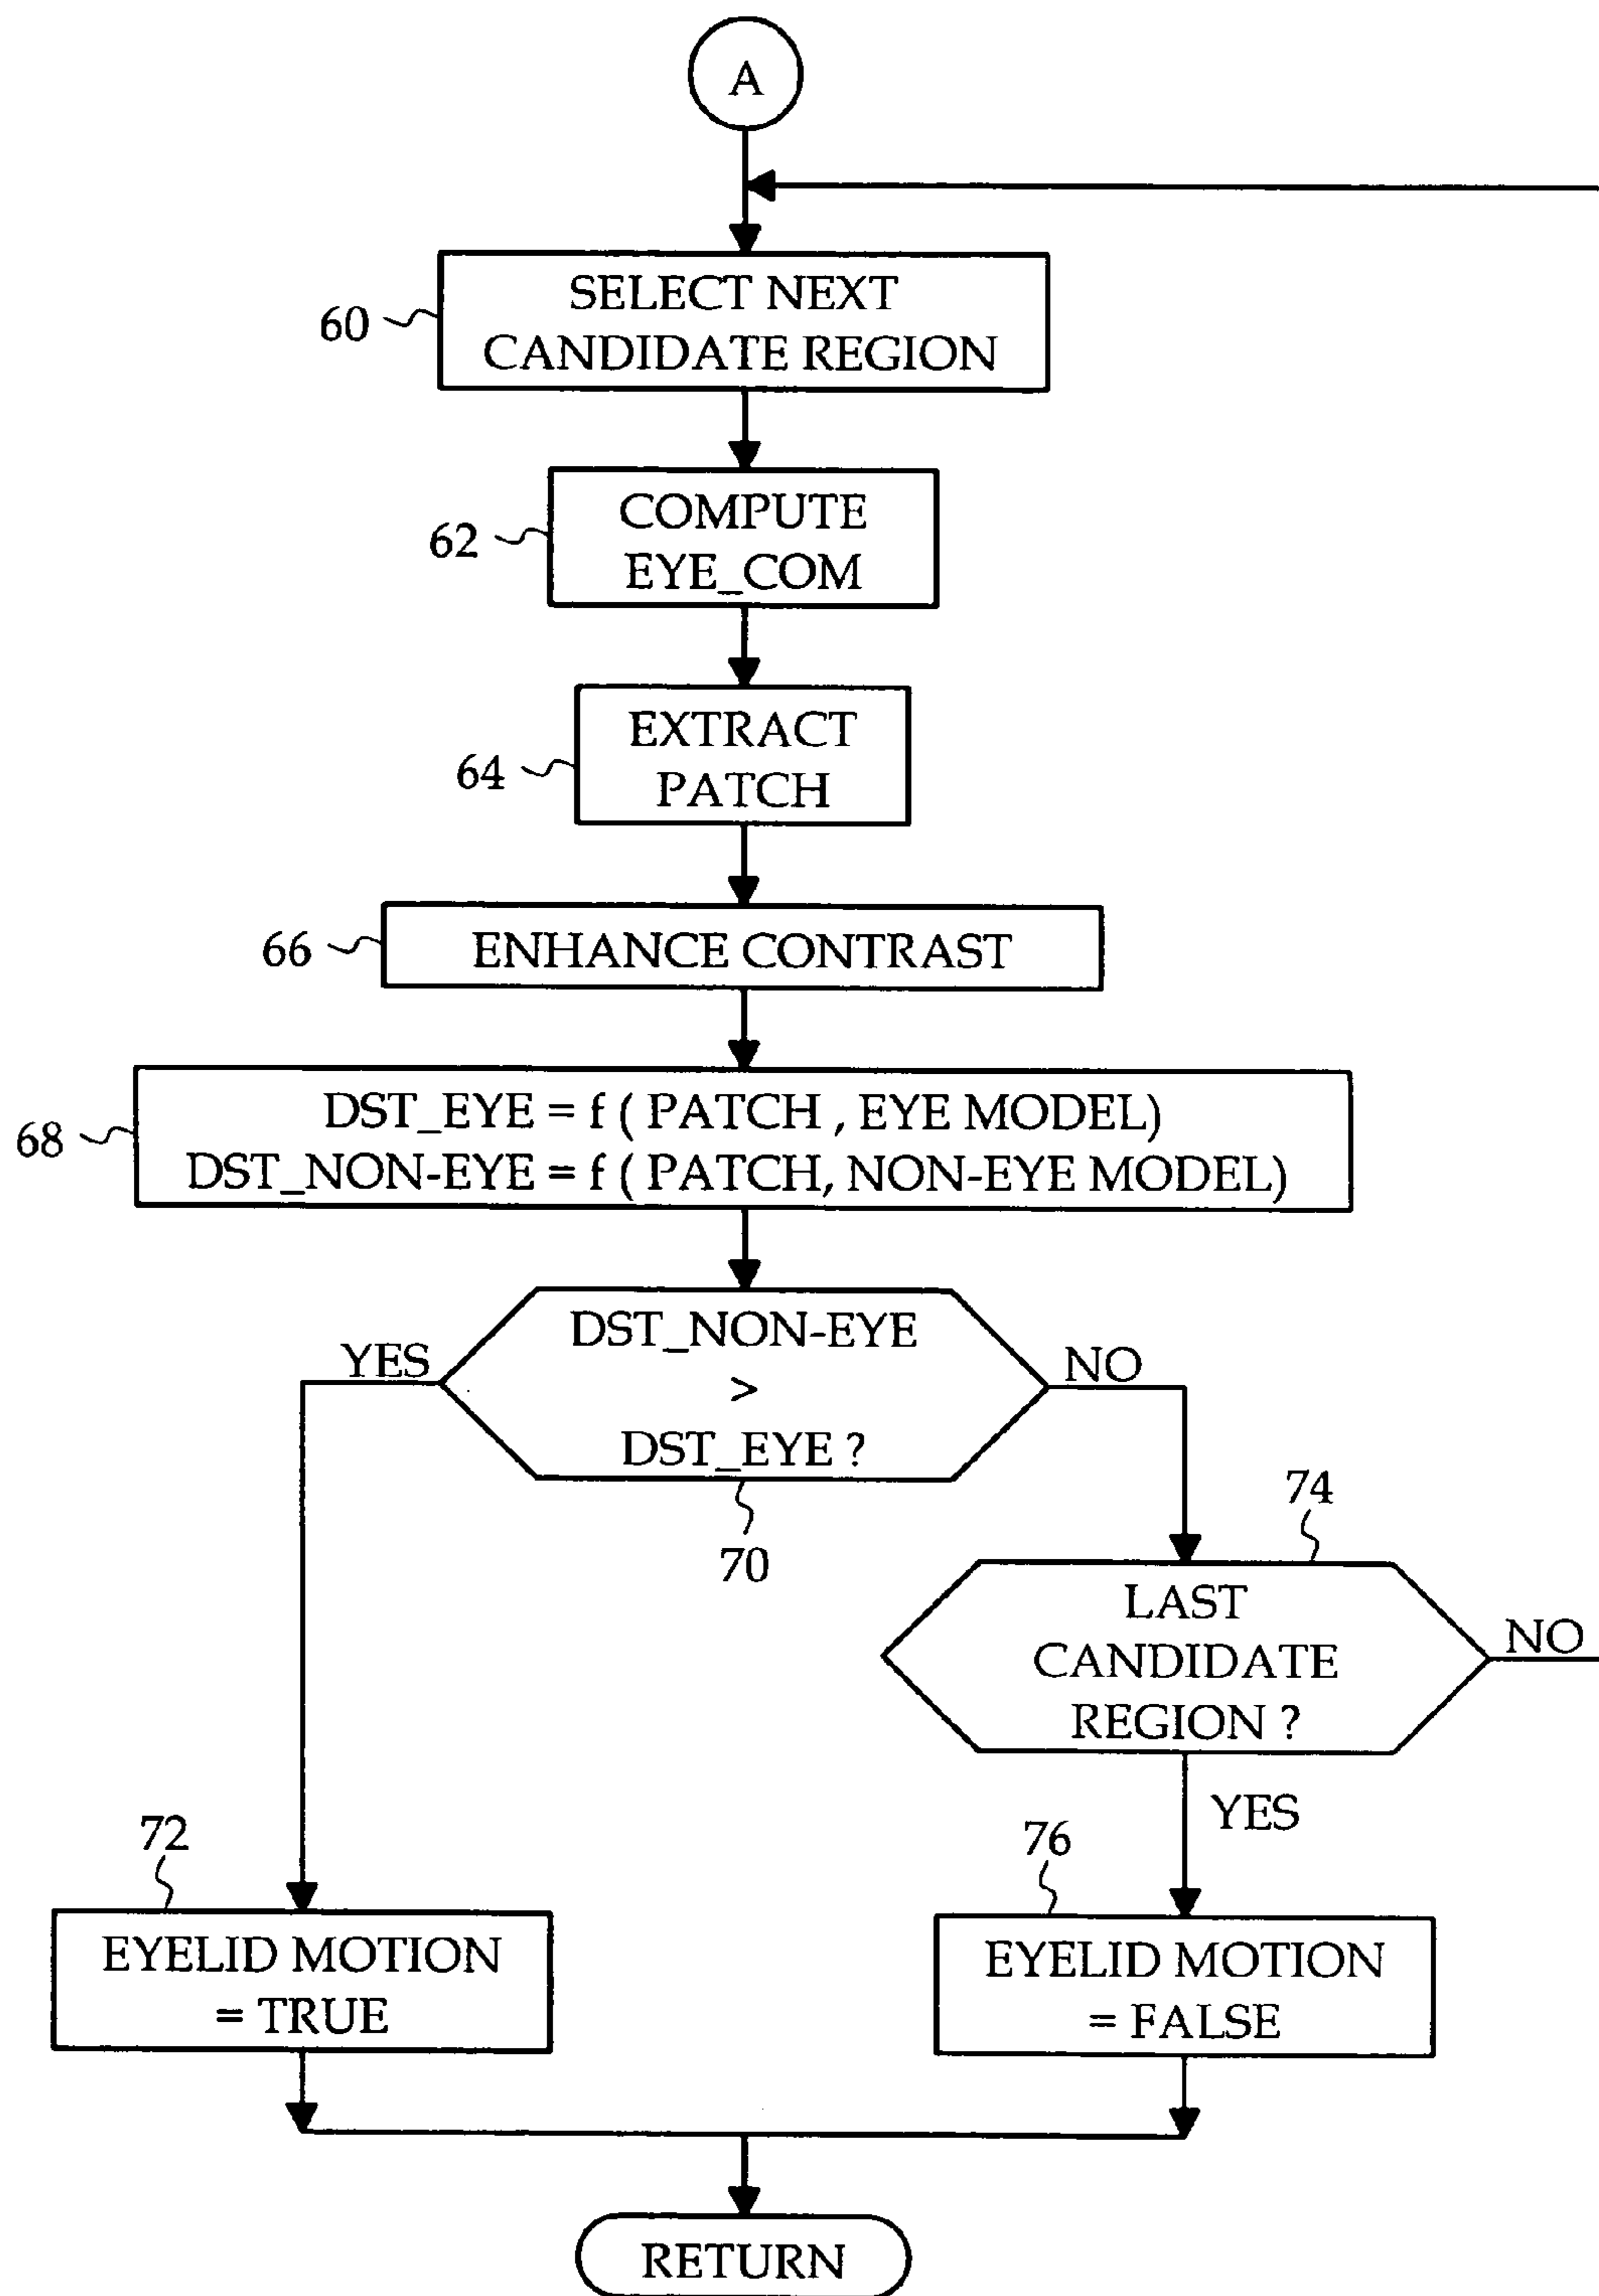 A
SELECT NEXT
CANDIDATE REGION
60
COMPUTE
EYE_COM
62
EXTRACT
PATCH
64
ENHANCE CONTRAST
66
DST_EYE = f ( PATCH , EYE MODEL)
DST_NON-EYE = f ( PATCH, NON-EYE MODEL)
68
DST_NON-EYE
>
DST_EYE ?
YES
NO
70
74
LAST
CANDIDATE
REGION ?
NO
YES
72
76
EYELID MOTION
= TRUE
EYELID MOTION
= FALSE
RETURN